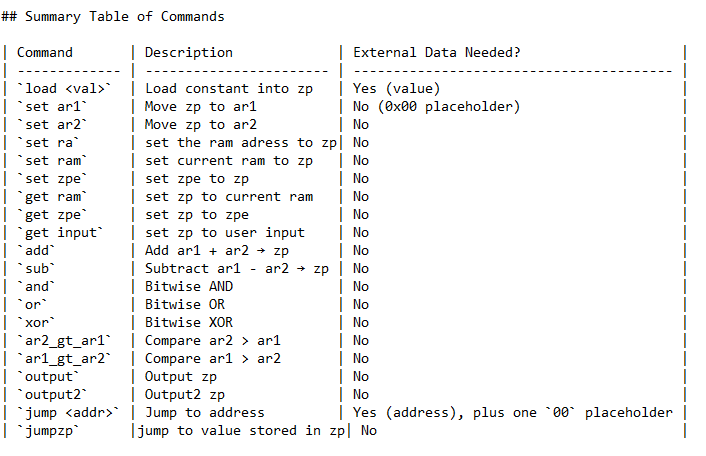 ## Summary Table of Commands
| Command | Description | External Data Needed? |
| ------------- | ----------------------- | ---------------------------------------- |
| `load <val>` | Load constant into zp | Yes (value) |
| `set ar1` | Move zp to ar1 | No (0x00 placeholder) |
| `set ar2` | Move zp to ar2 | No |
| `set ra` | set the ram adress to zp| No |
| `set ram` | set current ram to zp | No |
| `set zpe` | set zpe to zp | No |
| `get ram` | set zp to current ram | No |
| `get zpe` | set zp to zpe | No |
| `get input` | set zp to user input | No |
| `add` | Add ar1 + ar2 → zp | No |
| `sub` | Subtract ar1 - ar2 → zp | No |
| `and` | Bitwise AND | No |
| `or` | Bitwise OR | No |
| `xor` | Bitwise XOR | No |
| `ar2_gt_ar1` | Compare ar2 > ar1 | No |
| `ar1_gt_ar2` | Compare ar1 > ar2 | No |
| `output` | Output zp | No |
| `output2` | Output2 zp | No |
| `jump <addr>` | Jump to address | Yes (address), plus one `00` placeholder |
| `jumpzp` |jump to value stored in zp| No |